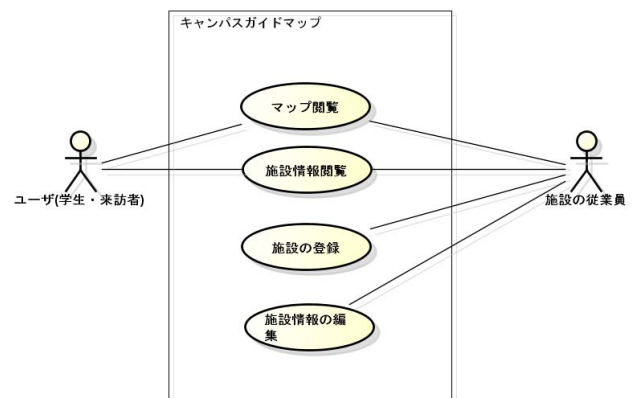 キャンパスガイドマップ
マップ閲覧
施設情報閲覧
ユーザ(学生・来訪者)
施設の従業員
施設の登録
施設情報の編
集